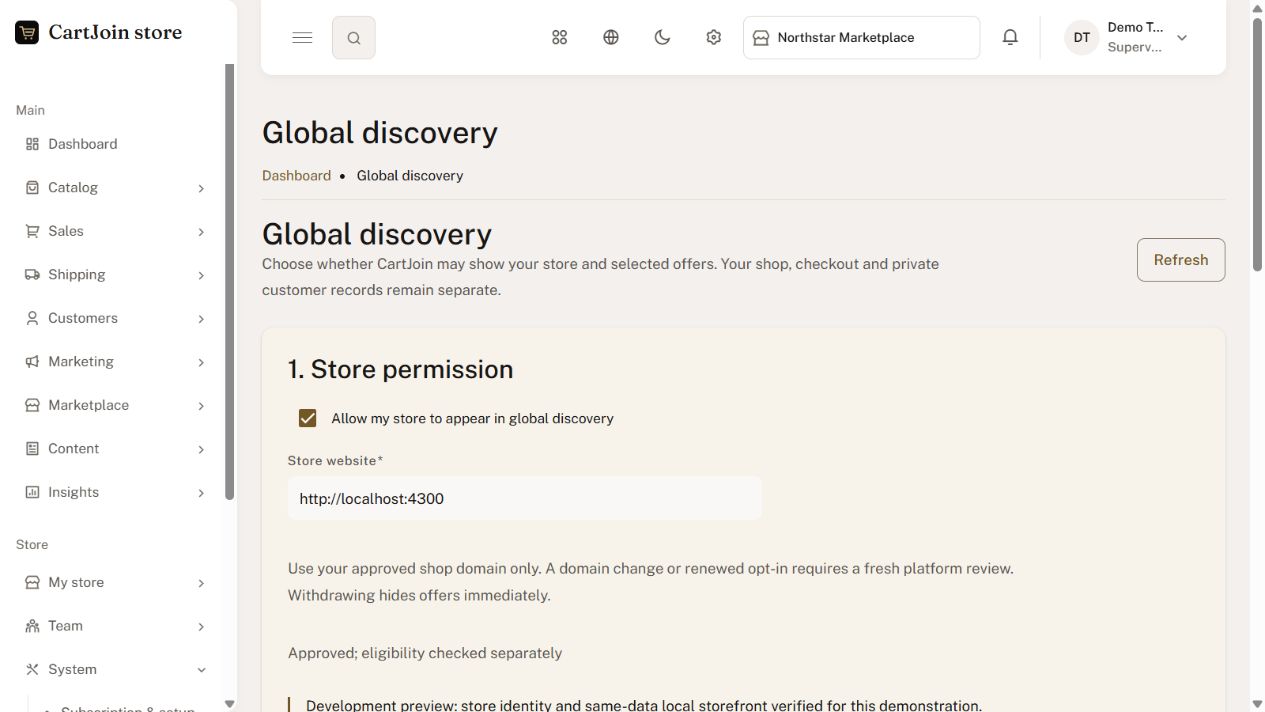 CartJoin store
Main
Dashboard
Catalog
Sales
Shipping
Customers
Marketing
Marketplace
Content
Insights
Store
My store
Team
System
Subscription & setup
Northstar Marketplace
DT
Demo T...
Superv...
Global discovery
Dashboard • Global discovery
Global discovery
Choose whether CartJoin may show your store and selected offers. Your shop, checkout and private
customer records remain separate.
Refresh
1. Store permission
Allow my store to appear in global discovery
Store website*
http://localhost:4300
Use your approved shop domain only. A domain change or renewed opt-in requires a fresh platform review.
Withdrawing hides offers immediately.
Approved; eligibility checked separately
Development preview: store identity and same-data local storefront verified for this demonstration.